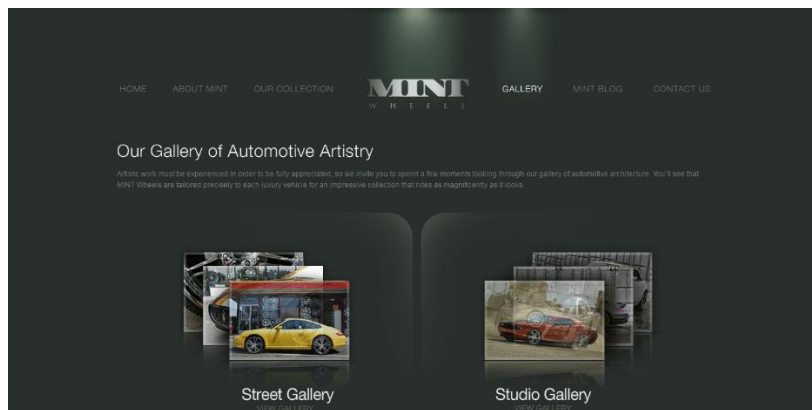 HOME ABOUT MINT OUR COLLECTION MINT GALLERY MINT BLOG CONTACT US
WHEELS
Our Gallery of Automotive Artistry
Artistic work must be experienced in order to be fully appreciated, so we invite you to spend a few moments looking through our gallery of automotive architecture. You'll see that
MINT Wheels are tailored precisely to each luxury vehicle for an impressive collection that rides as magnificently as it looks.
Street Gallery Studio Gallery
VIEW GALLERY VIEW GALLERY